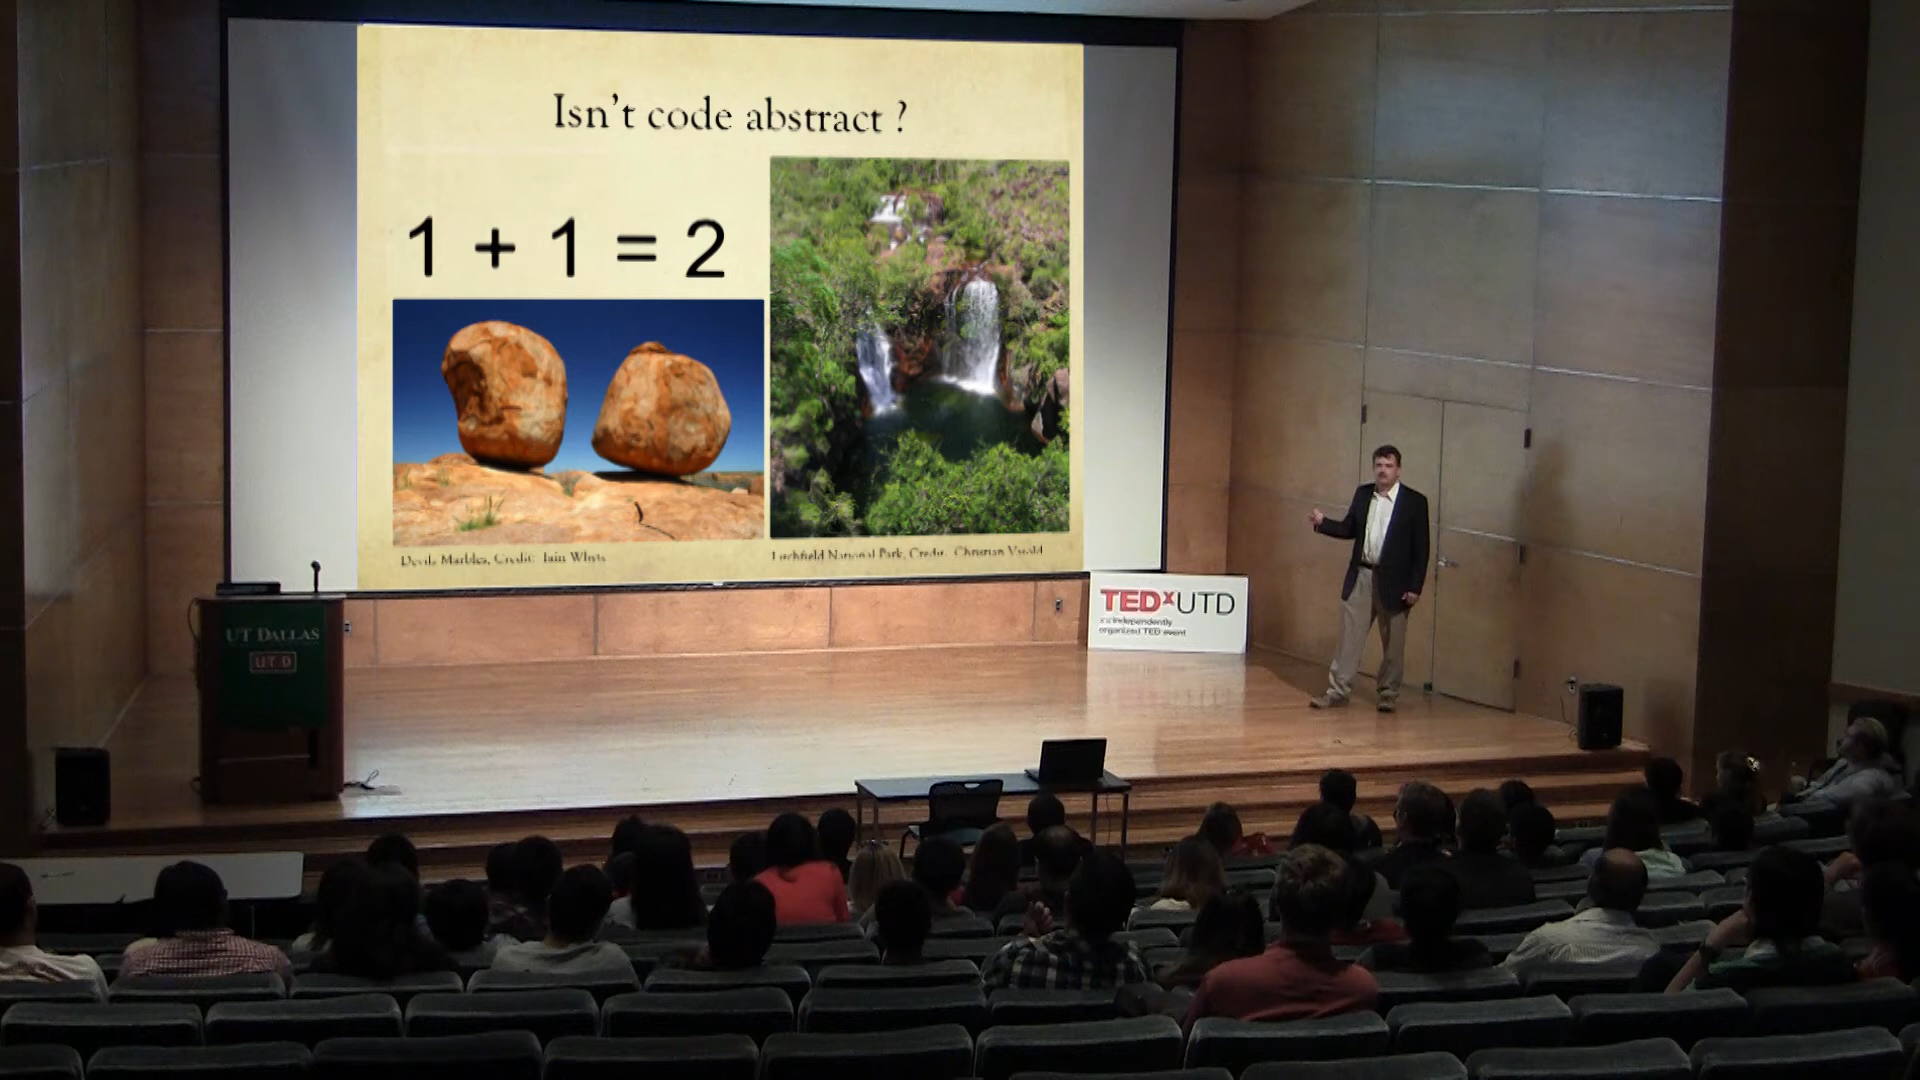 Isn't code abstract ?
1 + 1 = 2
Devils Marbles, Credit: Iain Whyte
Litchfield National Park, Credit: Christian
UT DALLAS
UT D
TEDxUTD
x = independently
organized TED event